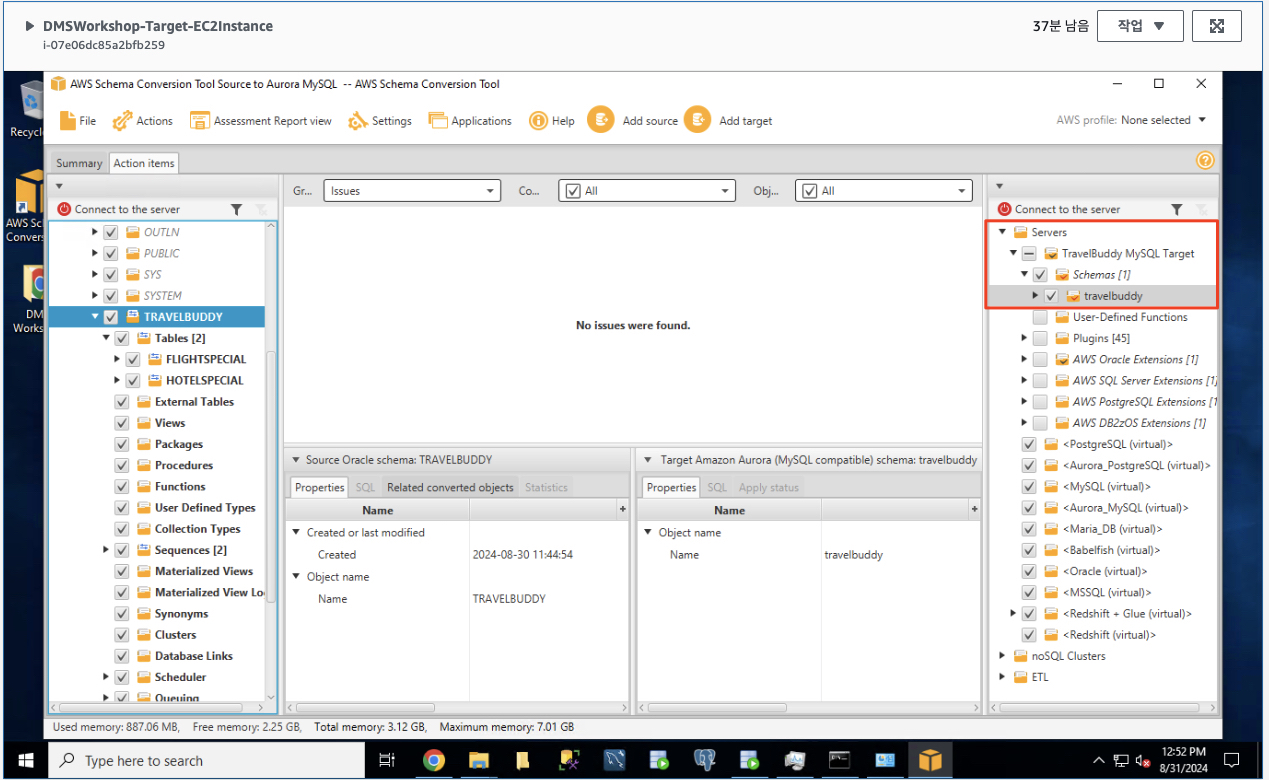 DMSWorkshop-Target-EC2Instance
i-07e06dc85a2bfb259
37분 남음
작업
Recycl
AWS Sc
Convers
DM
Works
AWS Schema Conversion Tool Source to Aurora MySQL -- AWS Schema Conversion Tool
File Actions Assessment Report view Settings Applications Help Add source Add target
AWS profile: None selected
Summary Action items
Connect to the server
OUTLN
PUBLIC
SYS
SYSTEM
TRAVELBUDDY
Tables [2]
FLIGHTSPECIAL
HOTELSPECIAL
External Tables
Views
Packages
Procedures
Functions
User Defined Types
Collection Types
Sequences [2]
Materialized Views
Materialized View Lo
Synonyms
Clusters
Database Links
Scheduler
Queuing
Gr... Issues Co... All Obj... All
No issues were found.
Source Oracle schema: TRAVELBUDDY
Properties SQL Related converted objects Statistics
Name +
Created or last modified
Created 2024-08-30 11:44:54
Object name
Name TRAVELBUDDY
Target Amazon Aurora (MySQL compatible) schema: travelbuddy
Properties SQL Apply status
Name +
Object name
Name travelbuddy
Connect to the server
Servers
TravelBuddy MySQL Target
Schemas [1]
travelbuddy
User-Defined Functions
Plugins [45]
AWS Oracle Extensions [1]
AWS SQL Server Extensions [1]
AWS PostgreSQL Extensions [1
AWS DB2zOS Extensions [1]
<PostgreSQL (virtual)>
<Aurora_PostgreSQL (virtual)>
<MySQL (virtual)>
<Aurora_MySQL (virtual)>
<Maria_DB (virtual)>
<Babelfish (virtual)>
<Oracle (virtual)>
<MSSQL (virtual)>
<Redshift + Glue (virtual)>
<Redshift (virtual)>
noSQL Clusters
ETL
Used memory: 887.06 MB, Free memory: 2.25 GB, Total memory: 3.12 GB, Maximum memory: 7.01 GB
Type here to search
12:52 PM
8/31/2024